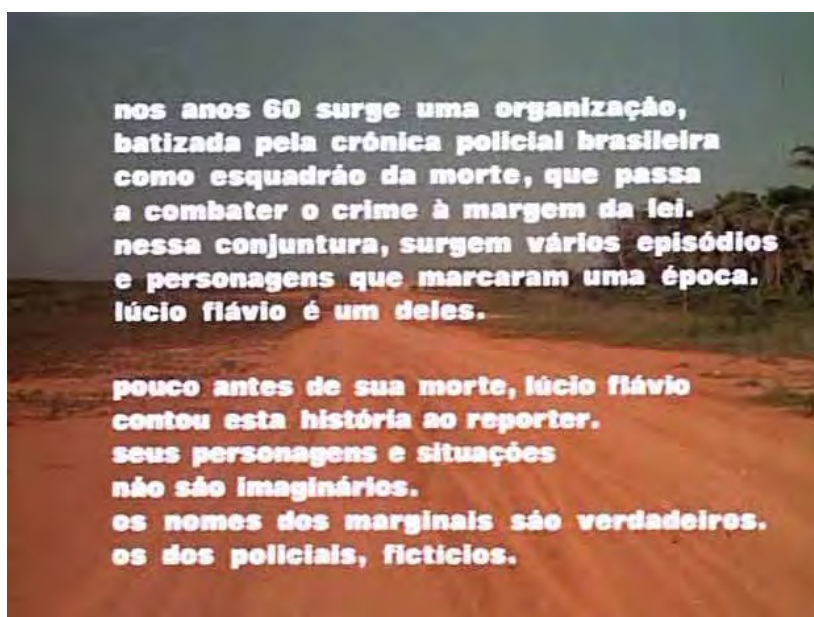 nos anos 60 surge uma organização,
batizada pela crônica policial brasileira
como esquadrão da morte, que passa
a combater o crime à margem da lei.
nessa conjuntura, surgem vários episódios
e personagens que marcaram uma época.
lúcio flávio é um deles.
pouco antes de sua morte, lúcio flávio
contou esta história ao reporter.
seus personagens e situações
não são imaginários.
os nomes dos marginais são verdadeiros.
os dos policiais, ficticios.